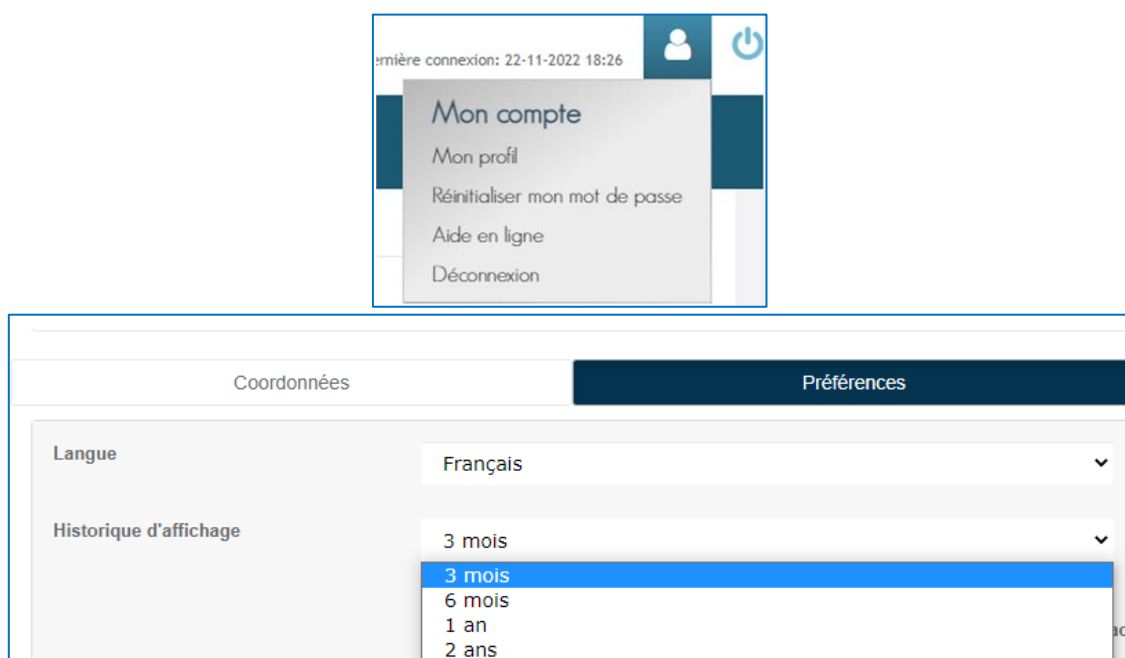 ernière connexion: 22-11-2022 18:26
Mon compte
Mon profil
Réinitialiser mon mot de passe
Aide en ligne
Déconnexion
Coordonnées Préférences
Langue Français
Historique d'affichage 3 mois
3 mois
6 mois
1 an
2 ans